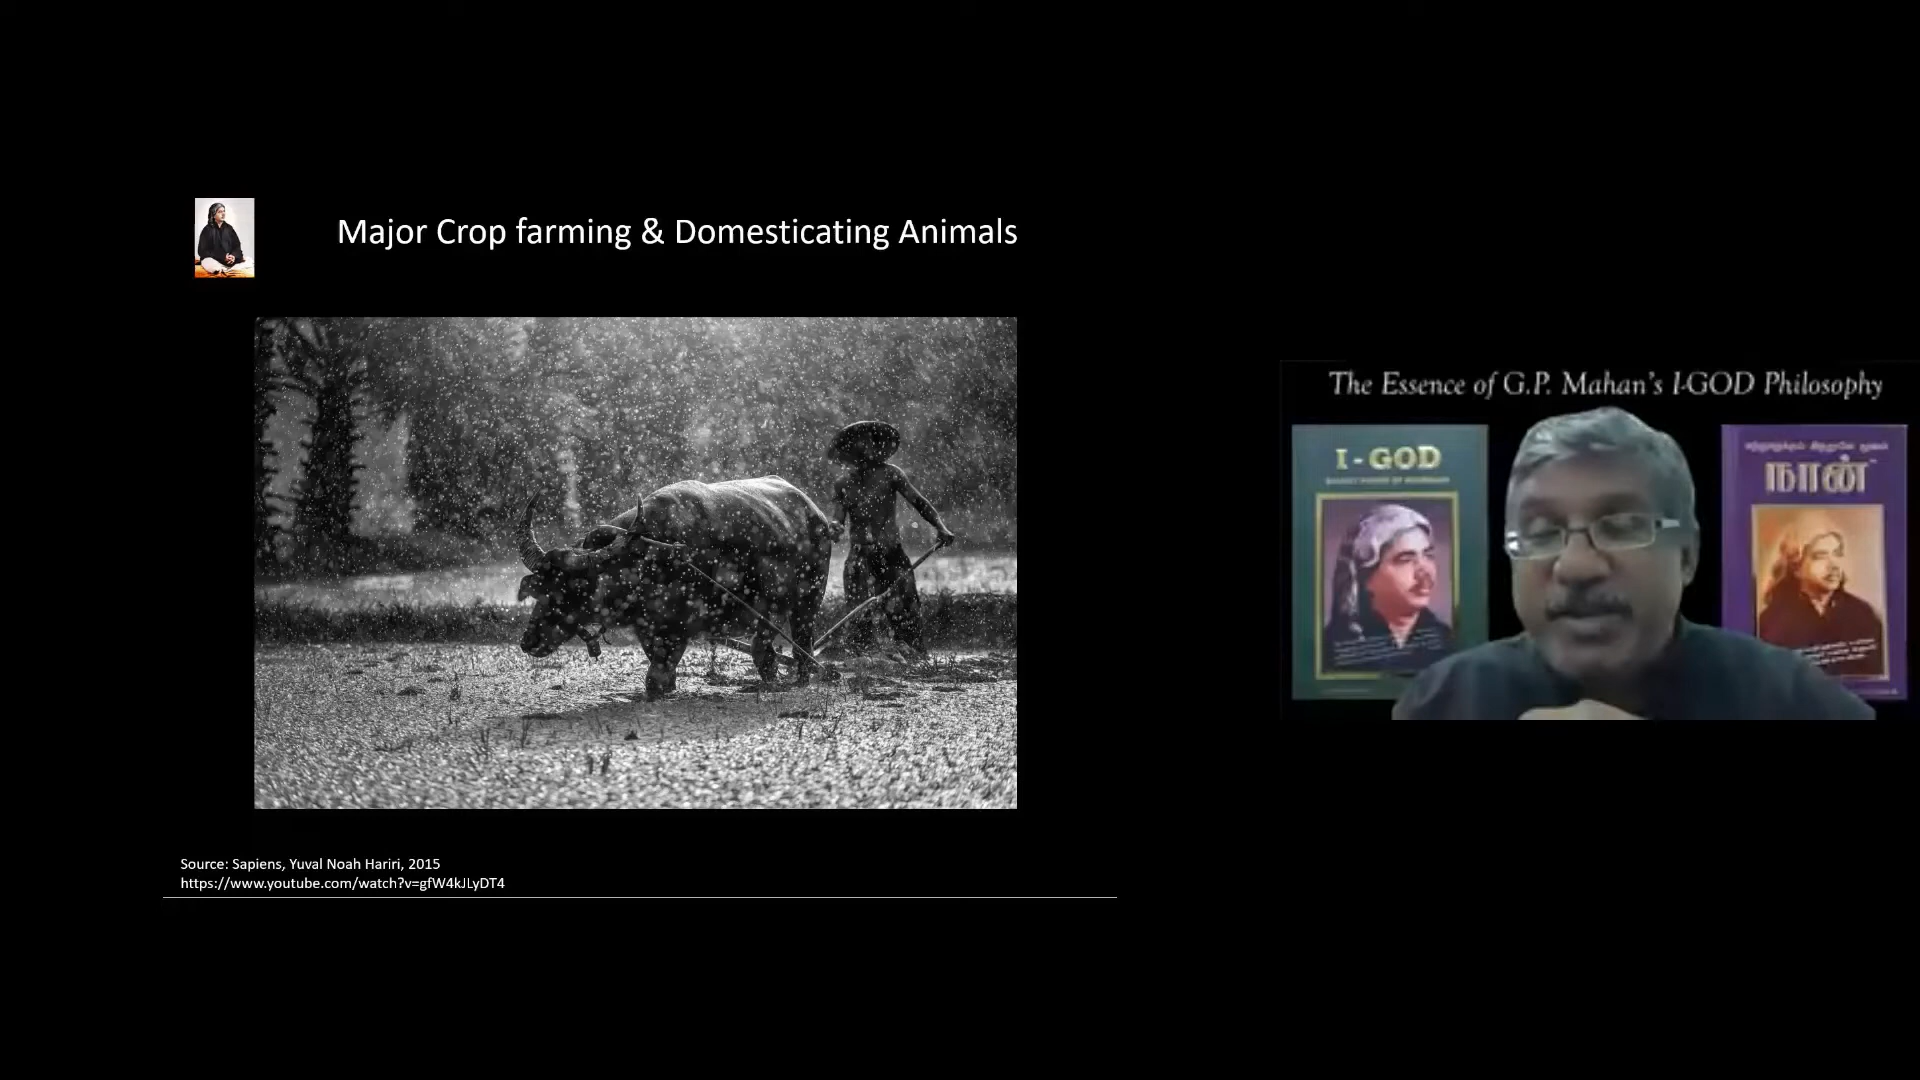 Major Crop farming & Domesticating Animals
Source: Sapiens, Yuval Noah Hariri, 2015
https://www.youtube.com/watch?v=gfW4kJLyDT4
The Essence of G.P. Mahan's I-GOD Philosophy
I - GOD
நான்